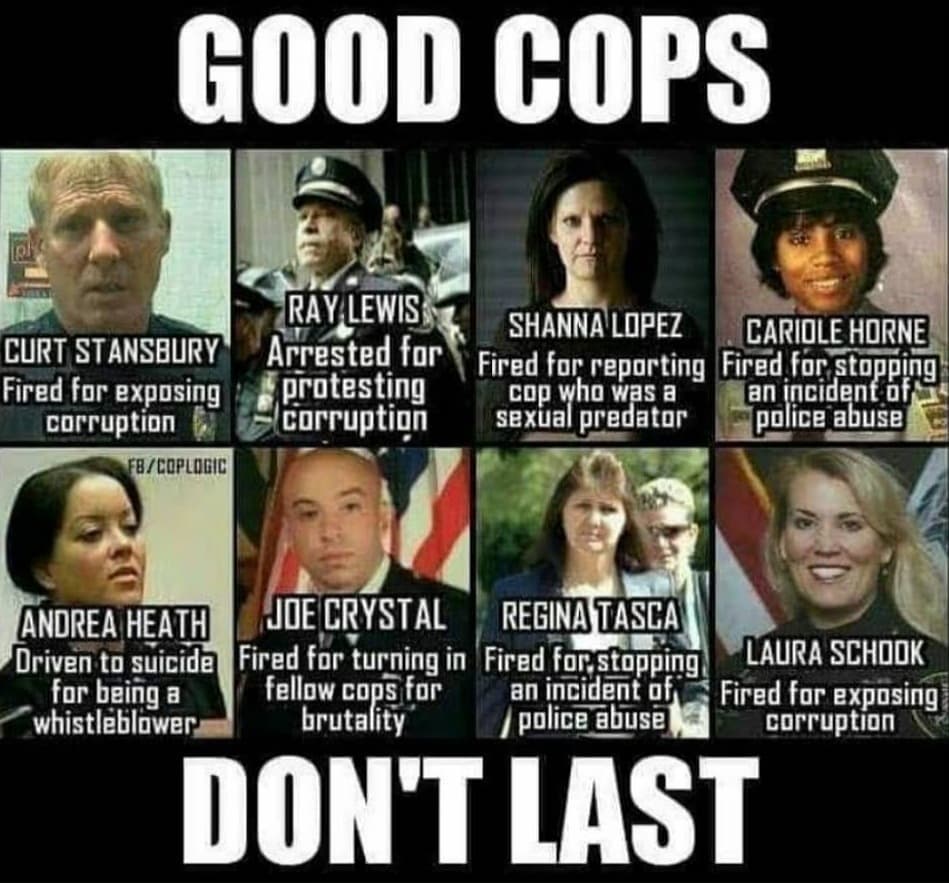 GOOD COPS
CURT STANSBURY
Fired for exposing
corruption
RAY LEWIS
Arrested for
protesting
corruption
SHANNA LOPEZ
Fired for reporting
cop who was a
sexual predator
CARIOLE HORNE
Fired for stopping
an incident of
police abuse
FB/COPLOGIC
ANDREA HEATH
Driven to suicide
for being a
whistleblower
JOE CRYSTAL
Fired for turning in
fellow cops for
brutality
REGINA TASCA
Fired for stopping
an incident of
police abuse
LAURA SCHOOK
Fired for exposing
corruption
DON'T LAST